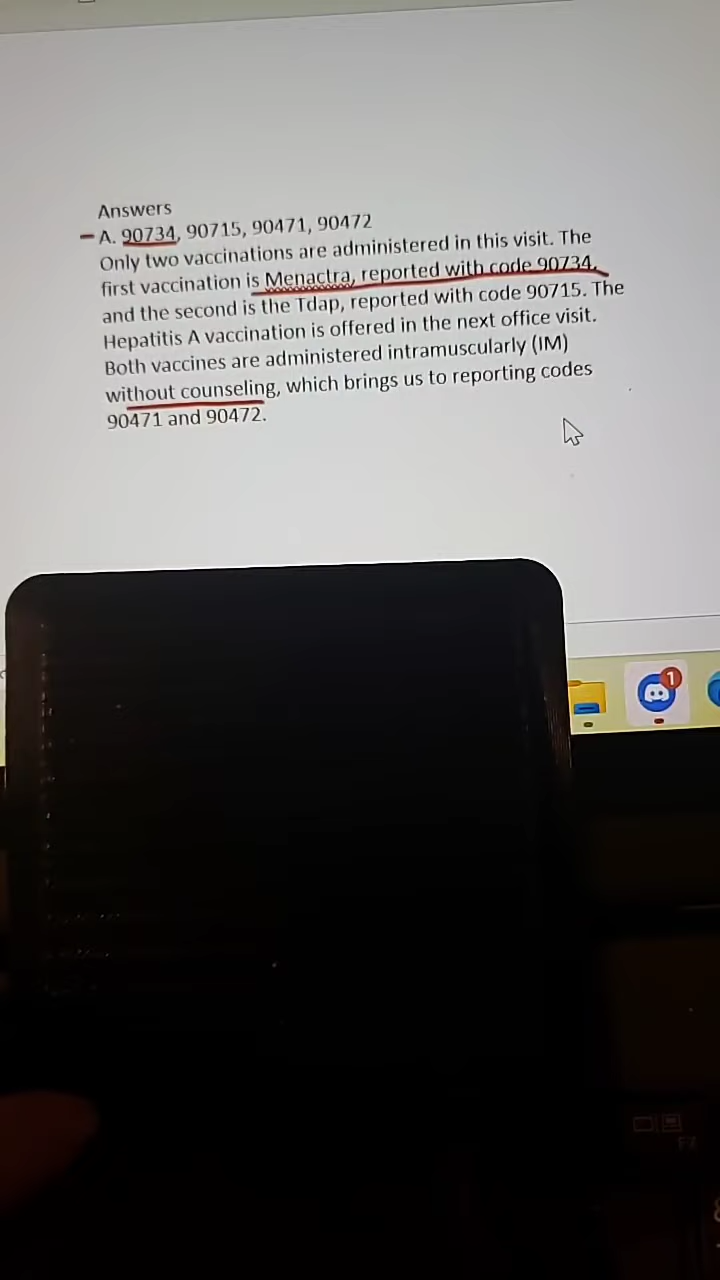 Answers
A. 90734, 90715, 90471, 90472
Only two vaccinations are administered in this visit. The
first vaccination is Menactra, reported with code 90734,
and the second is the Tdap, reported with code 90715. The
Hepatitis A vaccination is offered in the next office visit.
Both vaccines are administered intramuscularly (IM)
without counseling, which brings us to reporting codes
90471 and 90472.
1
F7